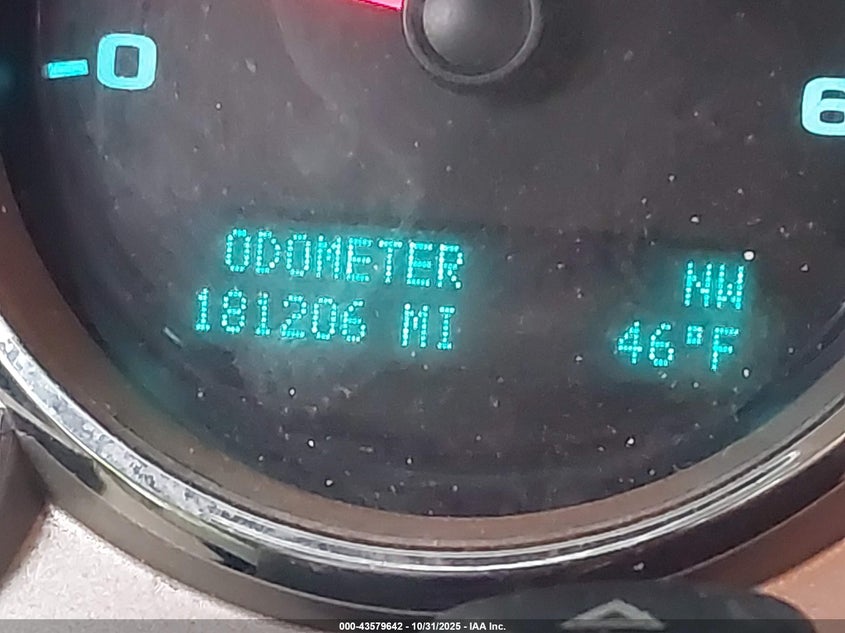 0
6
ODOMETER NW
181206 MI 46°F
000-43579642 - 10/31/2025 - IAA Inc.